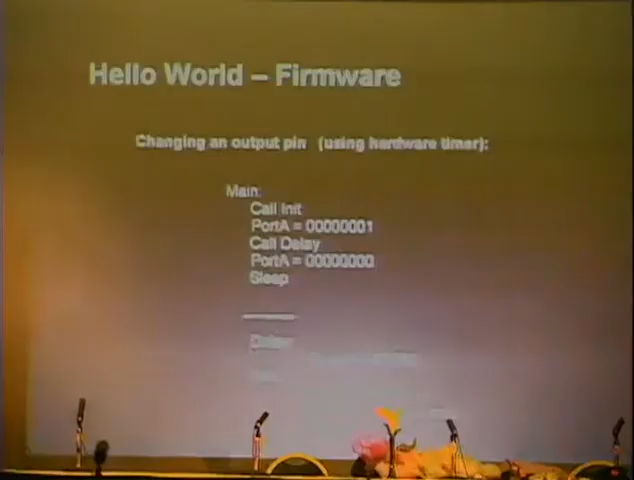 Hello World – Firmware
Changing an output pin (using hardware timer):
Main:
Call Init
PortA = 00000001
Call Delay
PortA = 00000000
Sleep